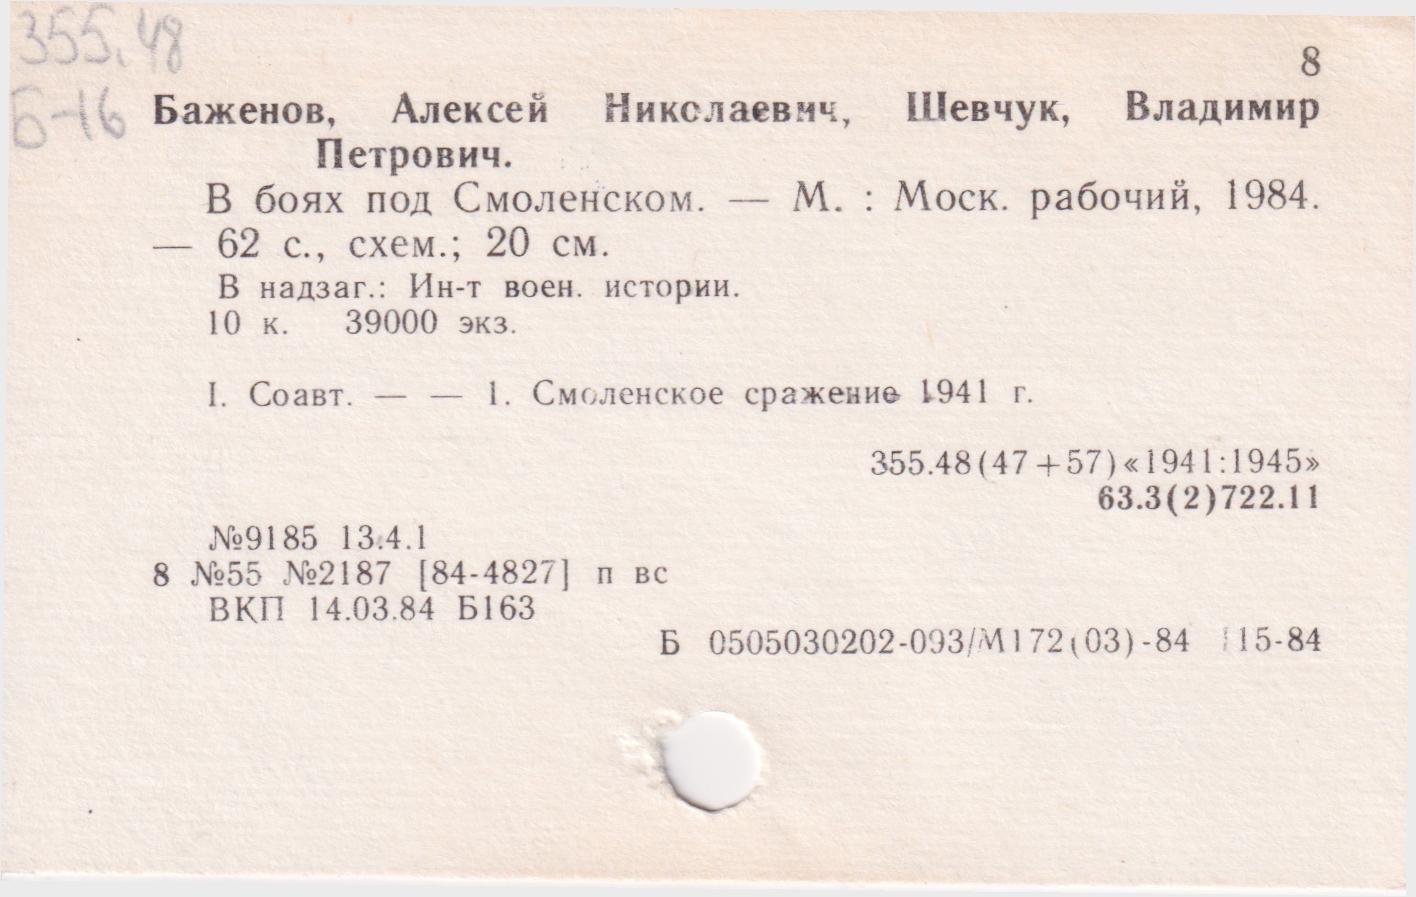 355.48
8
Б-16
Баженов, Алексей Николаевич, Шевчук, Владимир
Петрович.
В боях под Смоленском. — М. : Моск. рабочий, 1984.
— 62 с., схем.; 20 см.
В надзаг.: Ин-т воен. истории.
10 к. 39000 экз.
I. Соавт. — — 1. Смоленское сражение 1941 г.
355.48(47+57)«1941:1945»
63.3(2)722.11
№9185 13.4.1
8 №55 №2187 [84-4827] п вс
ВКП 14.03.84 Б163
Б 0505030202-093/М172(03)-84 115-84